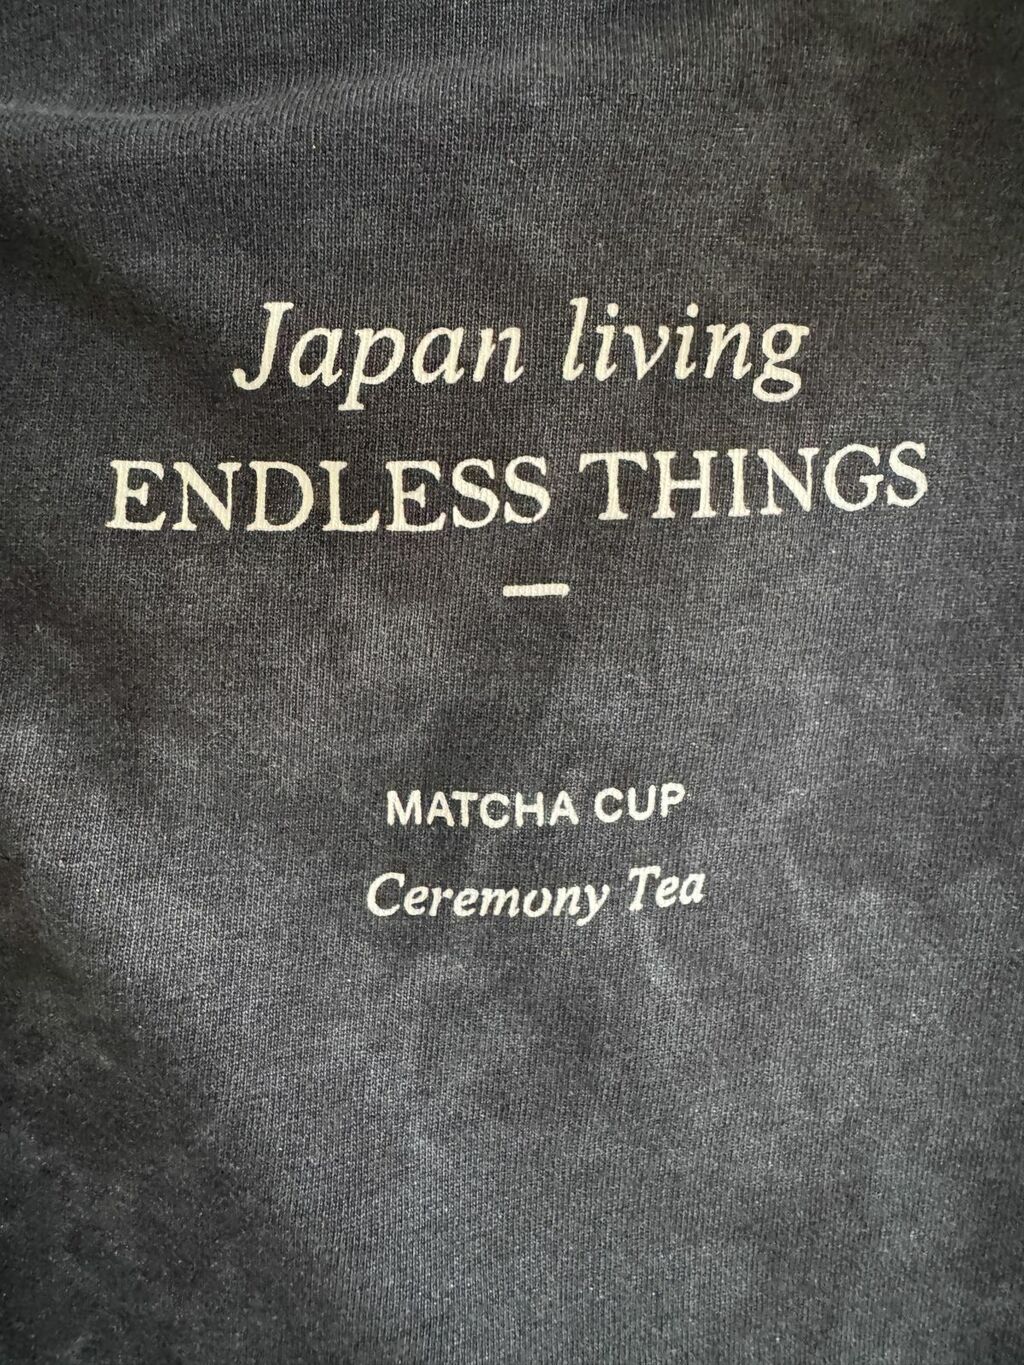 Japan living
ENDLESS THINGS
—
MATCHA CUP
Ceremony Tea